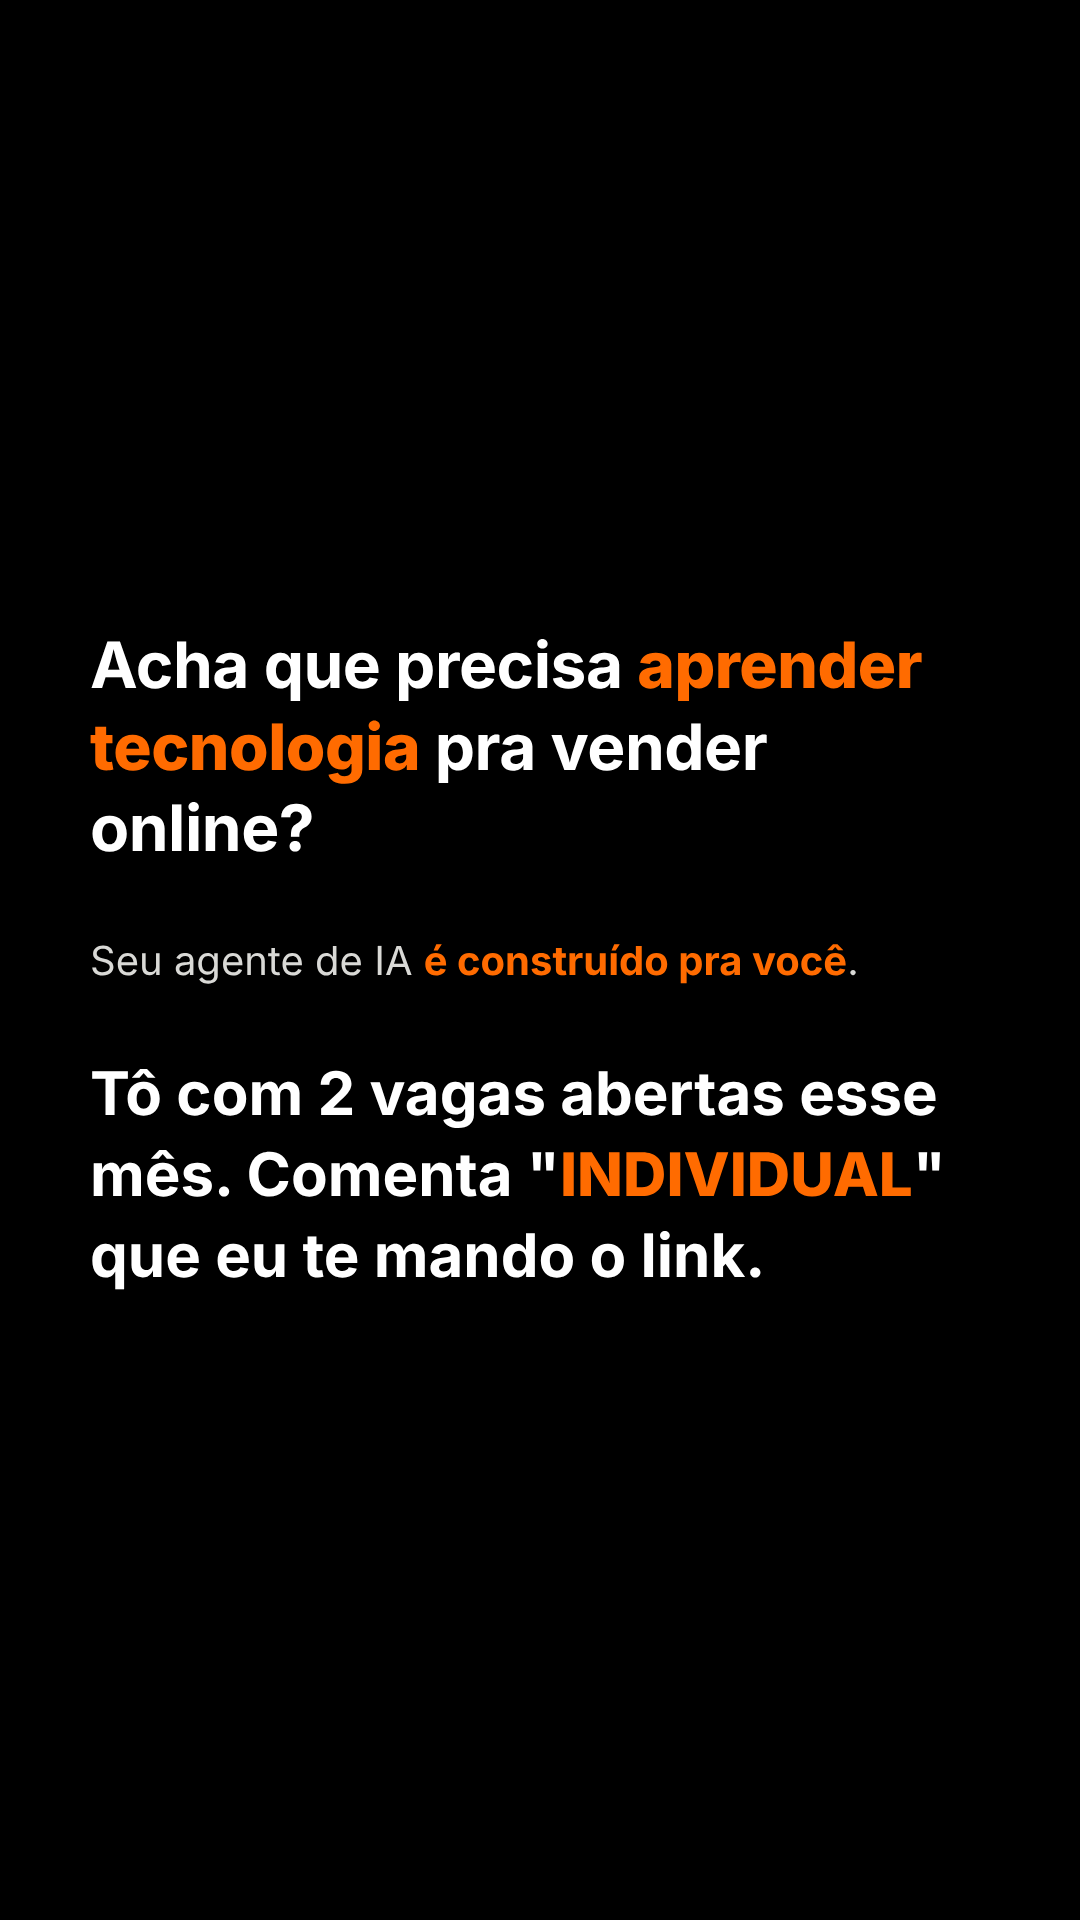 Acha que precisa aprender
tecnologia pra vender
online?
Seu agente de IA é construído pra você.
Tô com 2 vagas abertas esse
mês. Comenta "INDIVIDUAL"
que eu te mando o link.